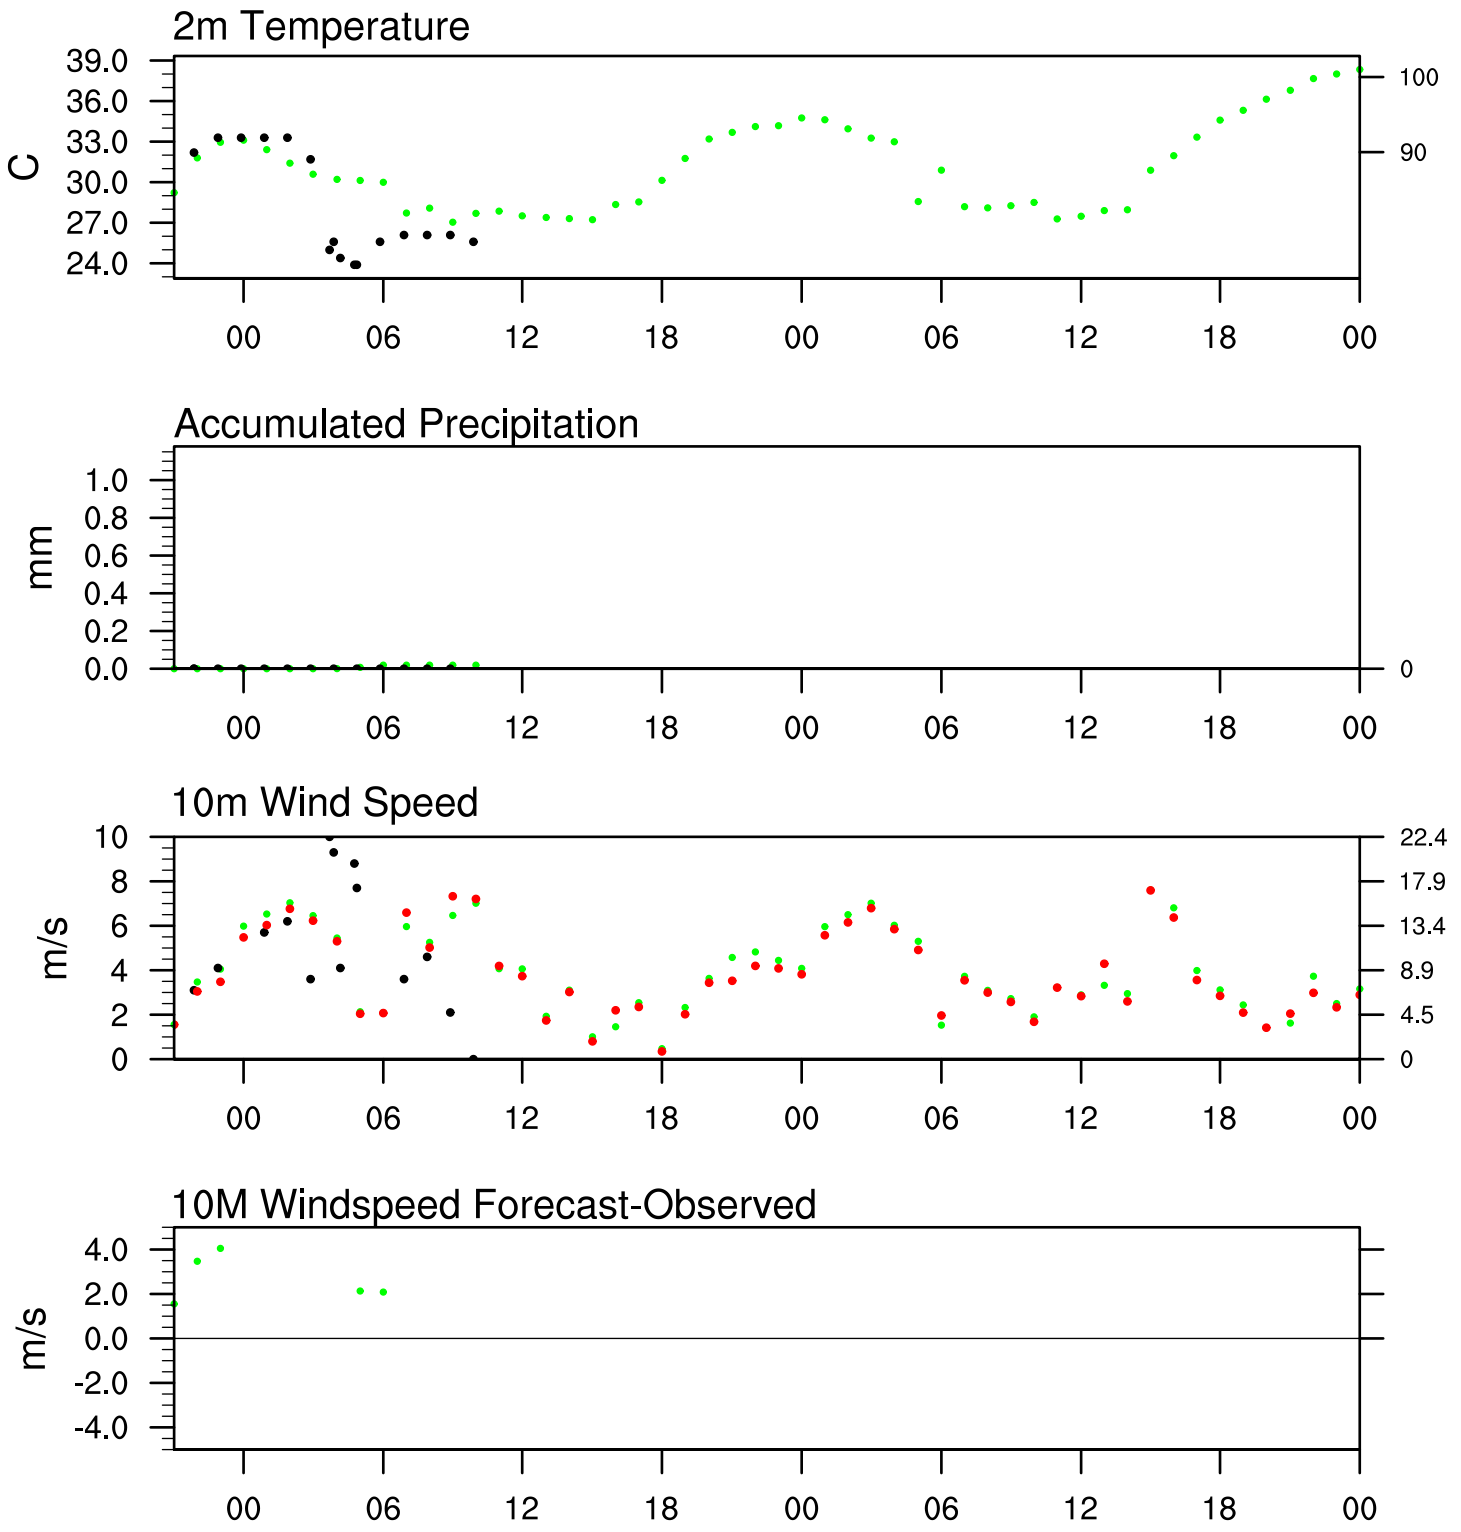 2m Temperature
39.0
36.0
33.0
30.0
27.0
24.0
C
100
90
00 06 12 18 00 06 12 18 00
Accumulated Precipitation
1.0
0.8
0.6
0.4
0.2
0.0
mm
0
00 06 12 18 00 06 12 18 00
10m Wind Speed
10
8
6
4
2
0
m/s
22.4
17.9
13.4
8.9
4.5
0
00 06 12 18 00 06 12 18 00
10M Windspeed Forecast-Observed
4.0
2.0
0.0
-2.0
-4.0
m/s
00 06 12 18 00 06 12 18 00